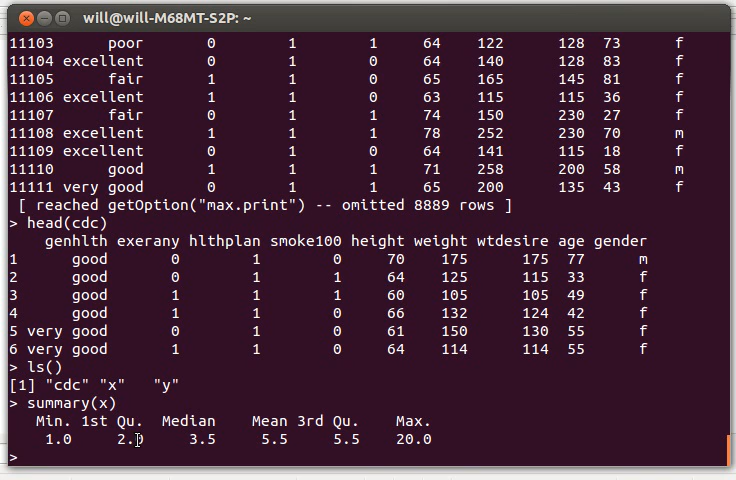 will@will-M68MT-S2P: ~
11103 poor 0 1 1 64 122 128 73 f
11104 excellent 0 1 0 64 140 128 83 f
11105 fair 1 1 0 65 165 145 81 f
11106 excellent 1 1 0 63 115 115 36 f
11107 fair 0 1 1 74 150 230 27 f
11108 excellent 1 1 1 78 252 230 70 m
11109 excellent 0 1 0 64 141 115 18 f
11110 good 1 1 1 71 258 200 58 m
11111 very good 0 1 1 65 200 135 43 f
[ reached getOption("max.print") -- omitted 8889 rows ]
> head(cdc)
genhlth exerany hlthplan smoke100 height weight wtdesire age gender
1 good 0 1 0 70 175 175 77 m
2 good 0 1 1 64 125 115 33 f
3 good 1 1 1 60 105 105 49 f
4 good 1 1 0 66 132 124 42 f
5 very good 0 1 0 61 150 130 55 f
6 very good 1 1 0 64 114 114 55 f
> ls()
[1] "cdc" "x" "y"
> summary(x)
Min. 1st Qu. Median Mean 3rd Qu. Max.
1.0 2.0 3.5 5.5 5.5 20.0
>